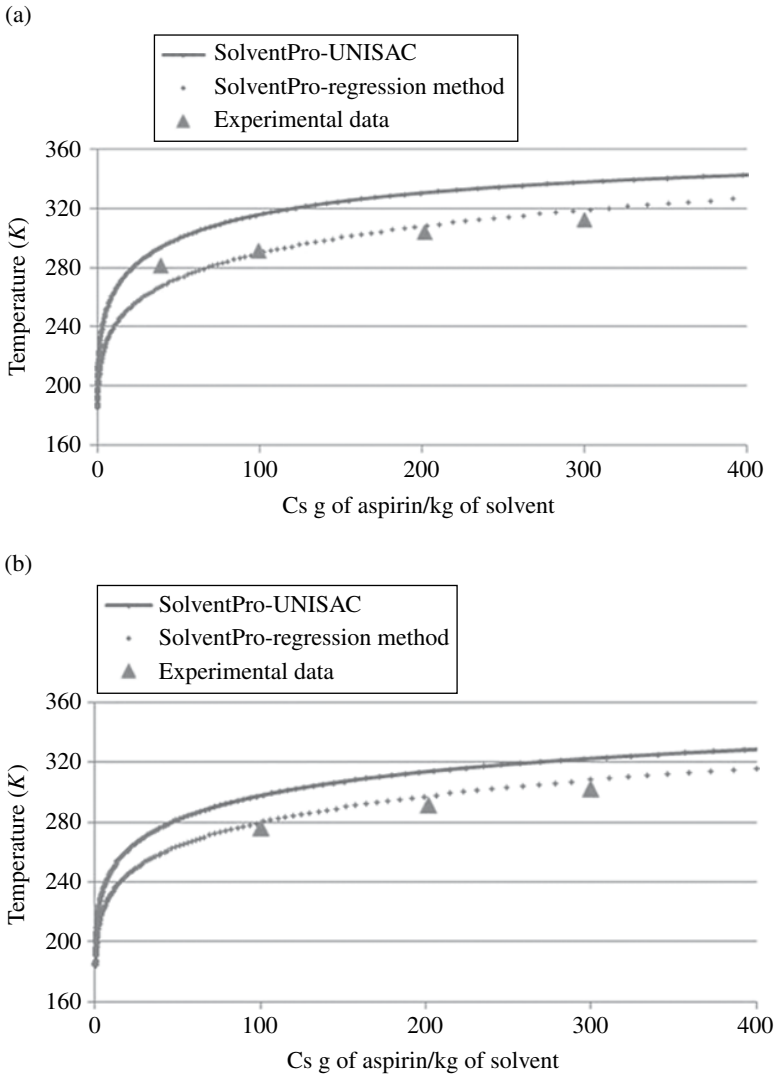 (a)
SolventPro-UNISAC
SolventPro-regression method
Experimental data
360
320
280
240
200
160
Temperature (K)
0 100 200 300 400
Cs g of aspirin/kg of solvent
(b)
SolventPro-UNISAC
SolventPro-regression method
Experimental data
360
320
280
240
200
160
Temperature (K)
0 100 200 300 400
Cs g of aspirin/kg of solvent